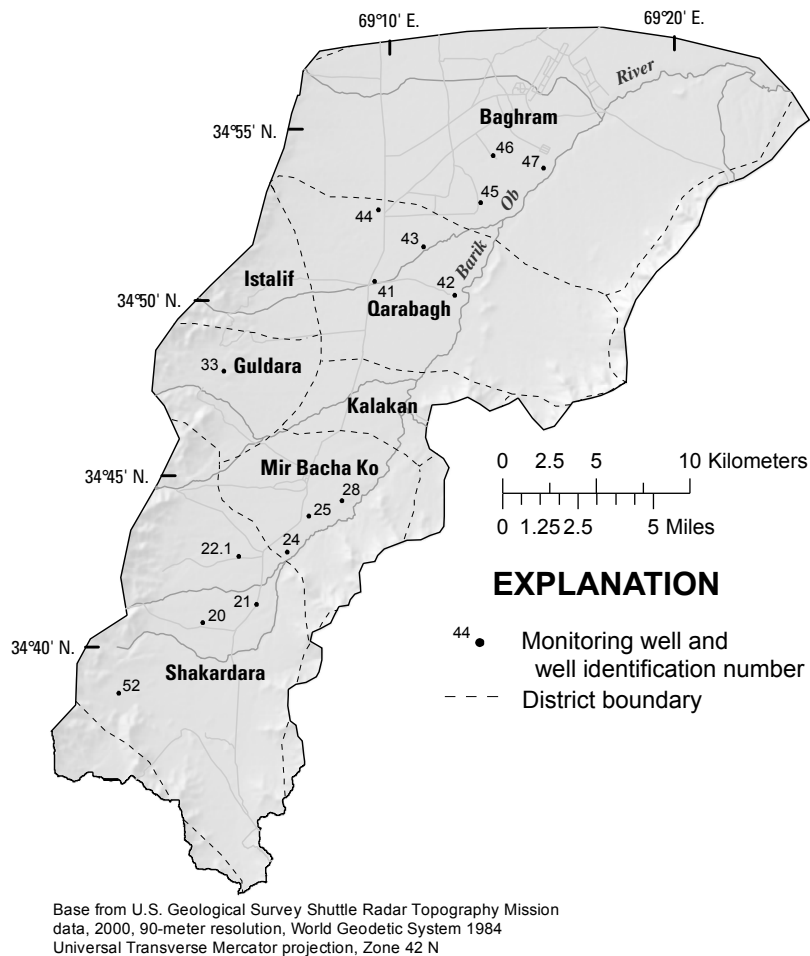 69°10' E.
69°20' E.
River
34°55' N.
Baghram
46
47
45
Ob
44
43
Barik
Istalif
41
42
34°50' N.
Qarabagh
33
Guldara
Kalakan
Mir Bacha Ko
34°45' N.
0 2.5 5 10 Kilometers
0 1.25 2.5 5 Miles
28
25
24
22.1
EXPLANATION
21
20
44 Monitoring well and
well identification number
34°40' N.
Shakardara
District boundary
52
Base from U.S. Geological Survey Shuttle Radar Topography Mission
data, 2000, 90-meter resolution, World Geodetic System 1984
Universal Transverse Mercator projection, Zone 42 N